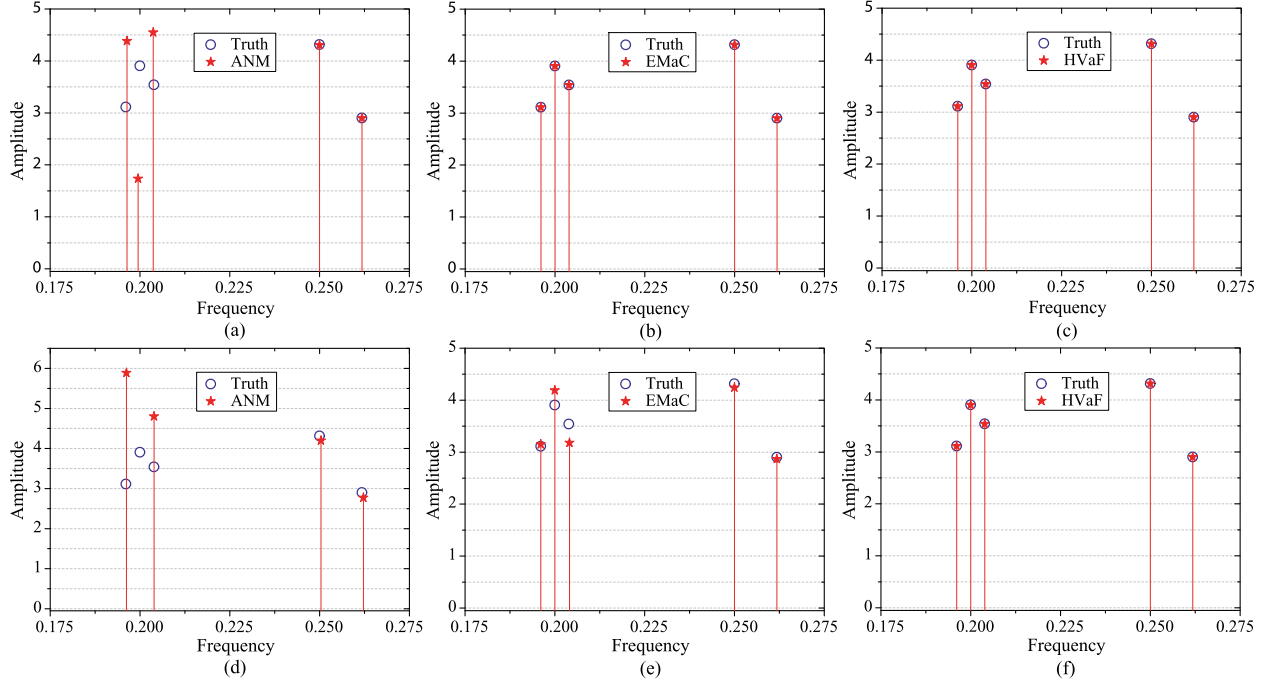 Amplitude
5
4
3
2
1
0
Truth
ANM
0.175
0.200
0.225
0.250
0.275
Frequency
(a)
Amplitude
5
4
3
2
1
0
Truth
EMaC
0.175
0.200
0.225
0.250
0.275
Frequency
(b)
Amplitude
5
4
3
2
1
0
Truth
HVaF
0.175
0.200
0.225
0.250
0.275
Frequency
(c)
Amplitude
6
5
4
3
2
1
0
Truth
ANM
0.175
0.200
0.225
0.250
0.275
Frequency
(d)
Amplitude
5
4
3
2
1
0
Truth
EMaC
0.175
0.200
0.225
0.250
0.275
Frequency
(e)
Amplitude
5
4
3
2
1
0
Truth
HVaF
0.175
0.200
0.225
0.250
0.275
Frequency
(f)